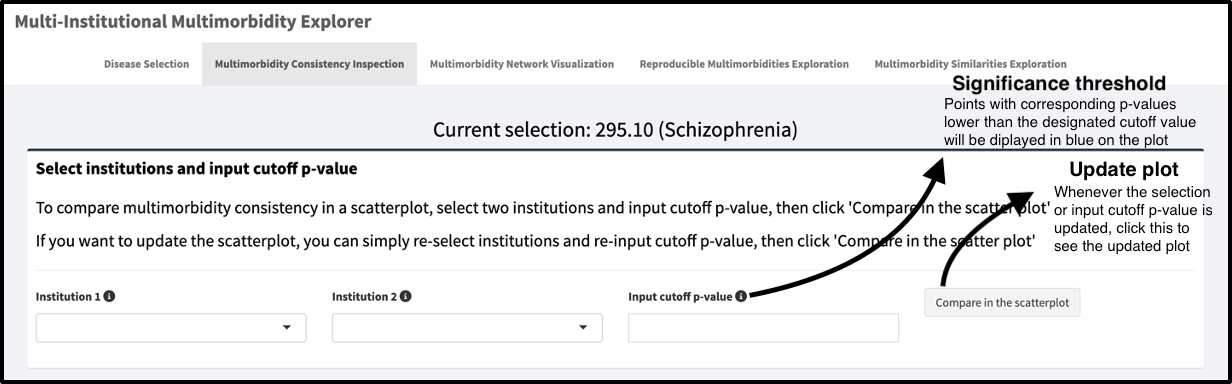 Multi-Institutional Multimorbidity Explorer
Disease Selection
Multimorbidity Consistency Inspection
Multimorbidity Network Visualization
Reproducible Multimorbidities Exploration
Multimorbidity Similarities Exploration
Significance threshold
Points with corresponding p-values
lower than the designated cutoff value
will be diplayed in blue on the plot
Current selection: 295.10 (Schizophrenia)
Select institutions and input cutoff p-value
Update plot
Whenever the selection
or input cutoff p-value is
updated, click this to
see the updated plot
To compare multimorbidity consistency in a scatterplot, select two institutions and input cutoff p-value, then click 'Compare in the scatter plot'
If you want to update the scatterplot, you can simply re-select institutions and re-input cutoff p-value, then click 'Compare in the scatter plot'
Institution 1
Institution 2
Input cutoff p-value
Compare in the scatterplot